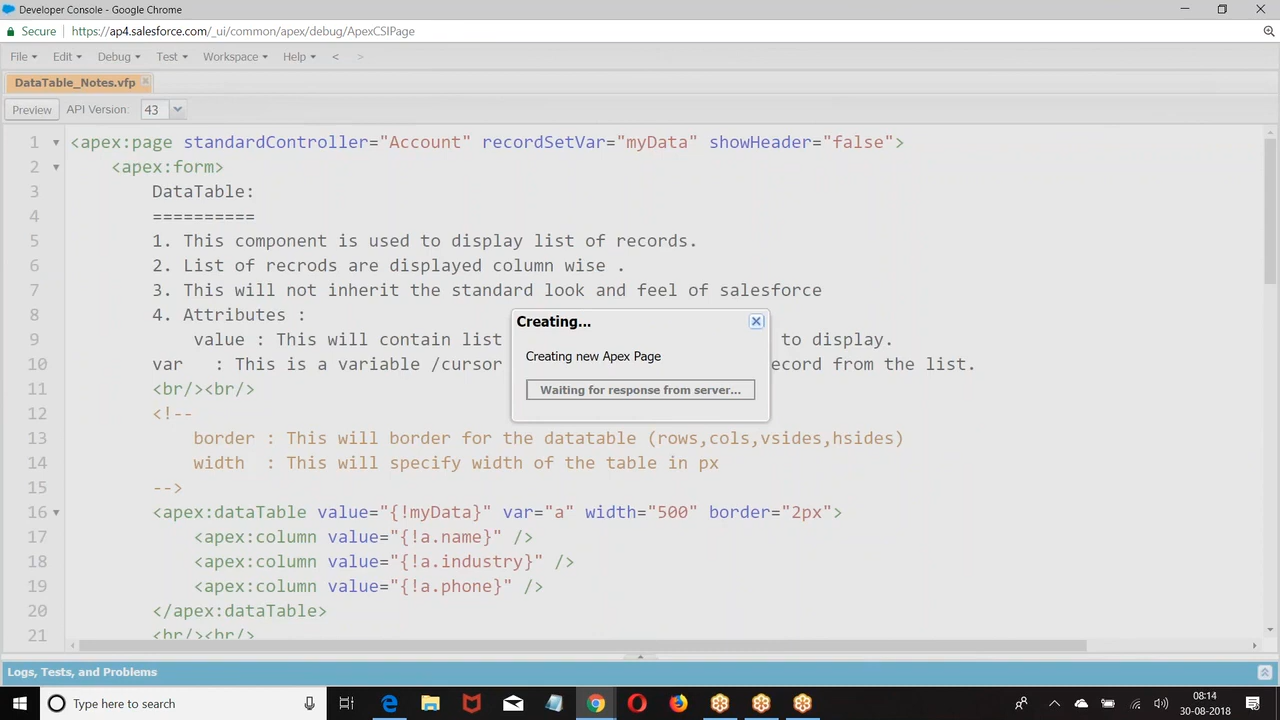 Developer Console - Google Chrome
Secure | https://ap4.salesforce.com/_ui/common/apex/debug/ApexCSIPage
File Edit Debug Test Workspace Help < >
DataTable_Notes.vfp
Preview API Version: 43
1 <apex:page standardController="Account" recordSetVar="myData" showHeader="false">
2 <apex:form>
3 DataTable:
4 ==========
5 1. This component is used to display list of records.
6 2. List of recrods are displayed column wise .
7 3. This will not inherit the standard look and feel of salesforce
8 4. Attributes :
9 value : This will contain list to display.
10 var : This is a variable /cursor ecord from the list.
11 <br/><br/>
12 <!--
13 border : This will border for the datatable (rows,cols,vsides,hsides)
14 width : This will specify width of the table in px
15 -->
16 <apex:dataTable value="{!myData}" var="a" width="500" border="2px">
17 <apex:column value="{!a.name}" />
18 <apex:column value="{!a.industry}" />
19 <apex:column value="{!a.phone}" />
20 </apex:dataTable>
21 <br/><br/>
Creating...
Creating new Apex Page
Waiting for response from server...
Logs, Tests, and Problems
Type here to search
08:14
30-08-2018